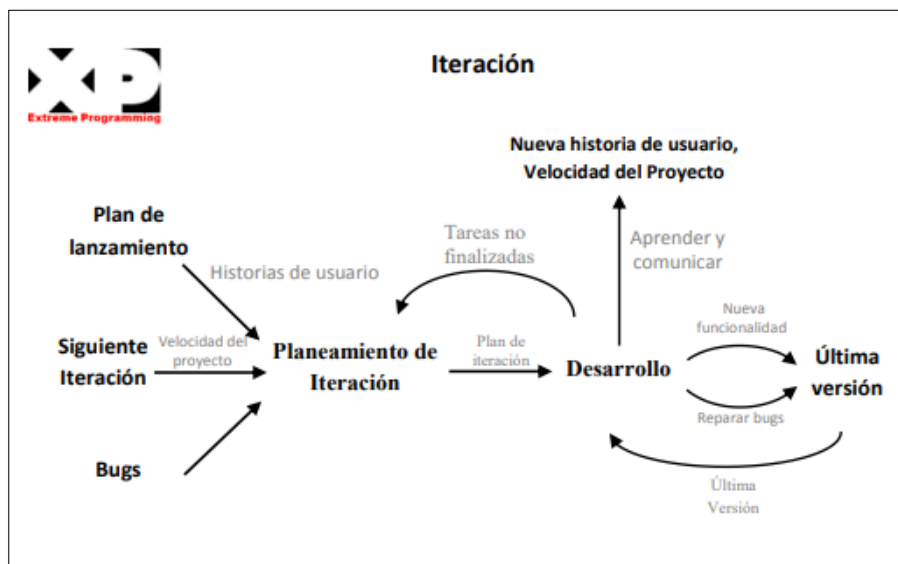 XP
Extreme Programming
Iteración
Nueva historia de usuario,
Velocidad del Proyecto
Plan de
lanzamiento
Historias de usuario
Tareas no
finalizadas
Aprender y
comunicar
Siguiente
Iteración
Velocidad del
proyecto
Planeamiento de
Iteración
Plan de
iteración
Desarrollo
Nueva
funcionalidad
Última
versión
Reparar bugs
Bugs
Última
Versión